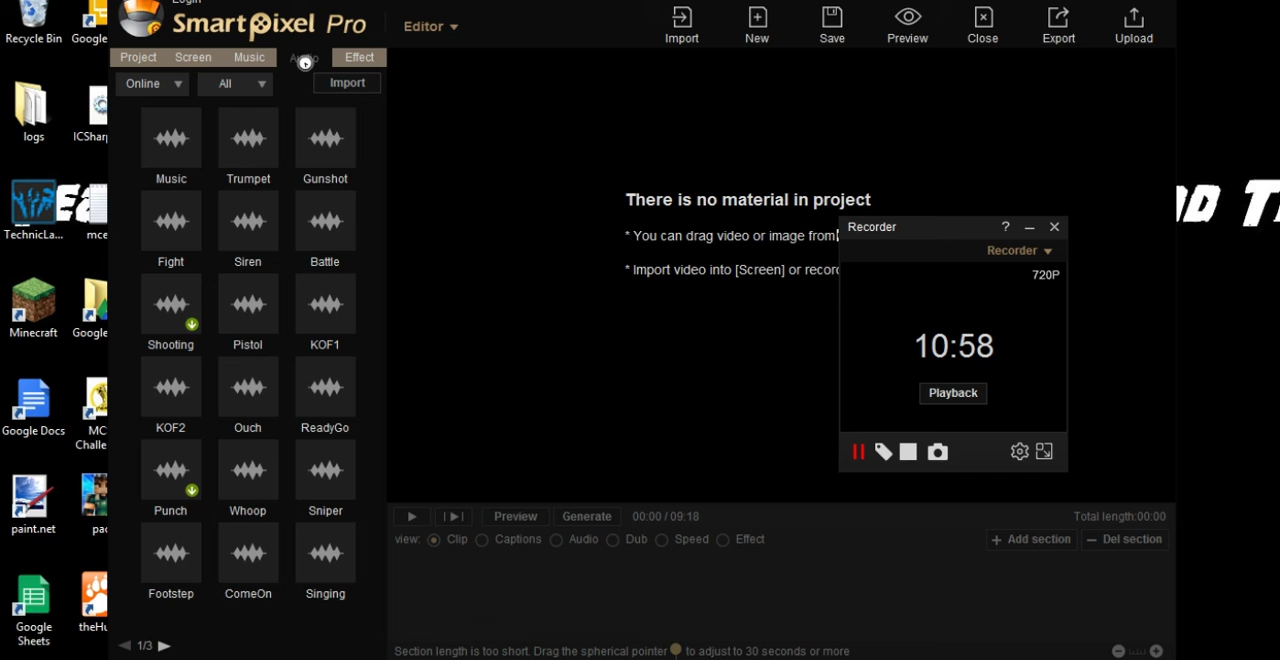 Login
SmartPixel Pro
Editor
Import
New
Save
Preview
Close
Export
Upload
Project
Screen
Music
Audio
Effect
Online
All
Import
Music
Trumpet
Gunshot
Fight
Siren
Battle
Shooting
Pistol
KOF1
KOF2
Ouch
ReadyGo
Punch
Whoop
Sniper
Footstep
ComeOn
Singing
1/3
There is no material in project
* You can drag video or image from
* Import video into [Screen] or recor
Recorder
?
Recorder
720P
10:58
Playback
Preview
Generate
00:00 / 09:18
Total length:00:00
view:
Clip
Captions
Audio
Dub
Speed
Effect
+ Add section
− Del section
Section length is too short. Drag the spherical pointer to adjust to 30 seconds or more
Recycle Bin
Google
logs
ICShar
TechnicLa...
mce
Minecraft
Google
Google Docs
MC
Challe
paint.net
pac
Google
Sheets
theHu